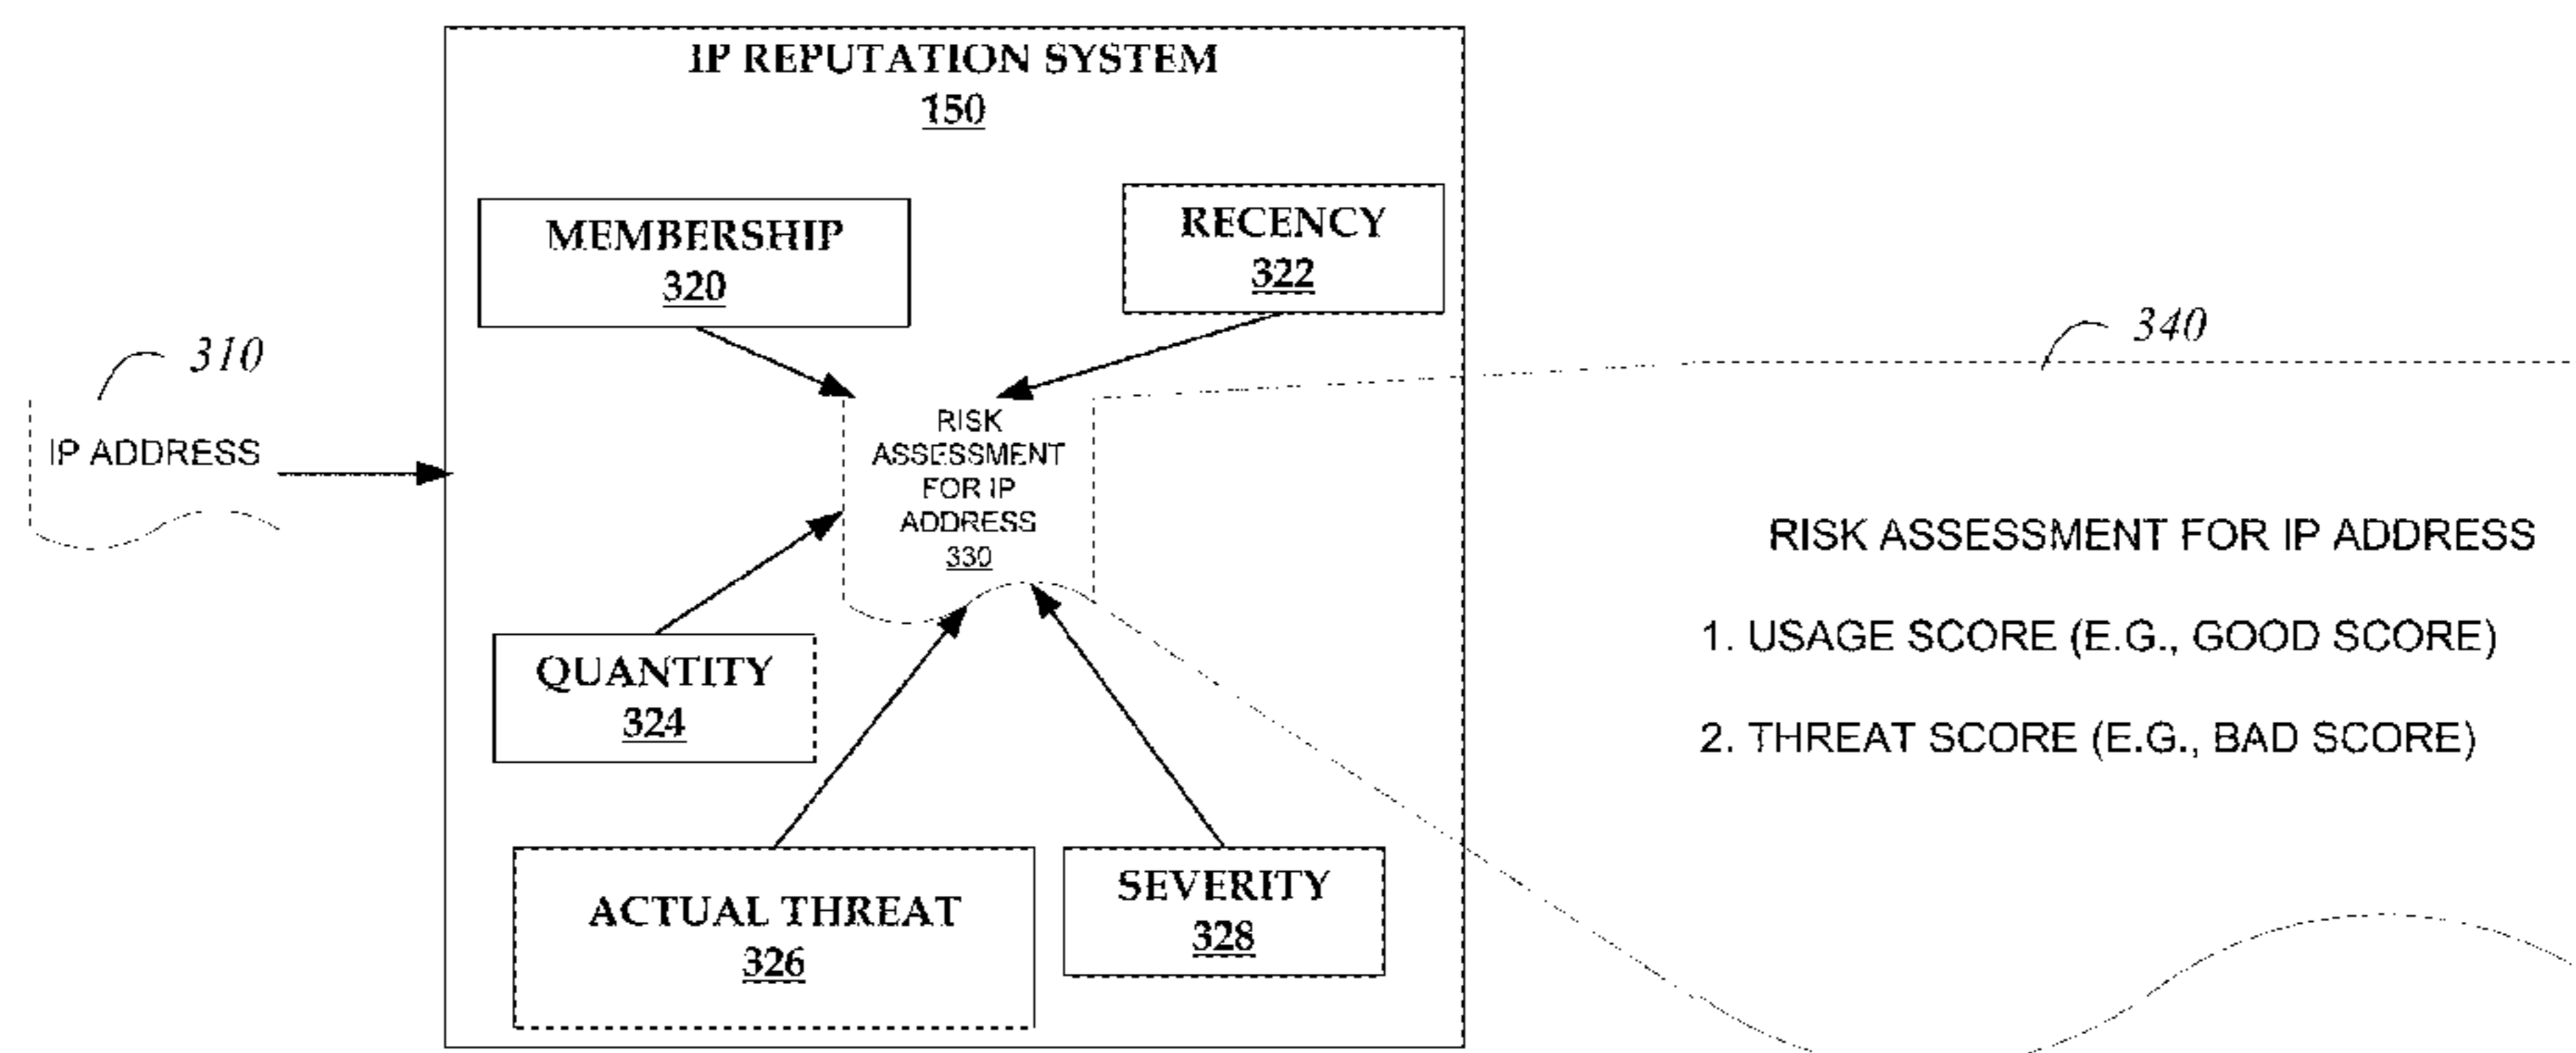 IP REPUTATION SYSTEM
150
MEMBERSHIP
320
RECENCY
322
310
IP ADDRESS
340
RISK
ASSESSMENT
FOR IP
ADDRESS
330
QUANTITY
324
ACTUAL THREAT
326
SEVERITY
328
RISK ASSESSMENT FOR IP ADDRESS
1. USAGE SCORE (E.G., GOOD SCORE)
2. THREAT SCORE (E.G., BAD SCORE)